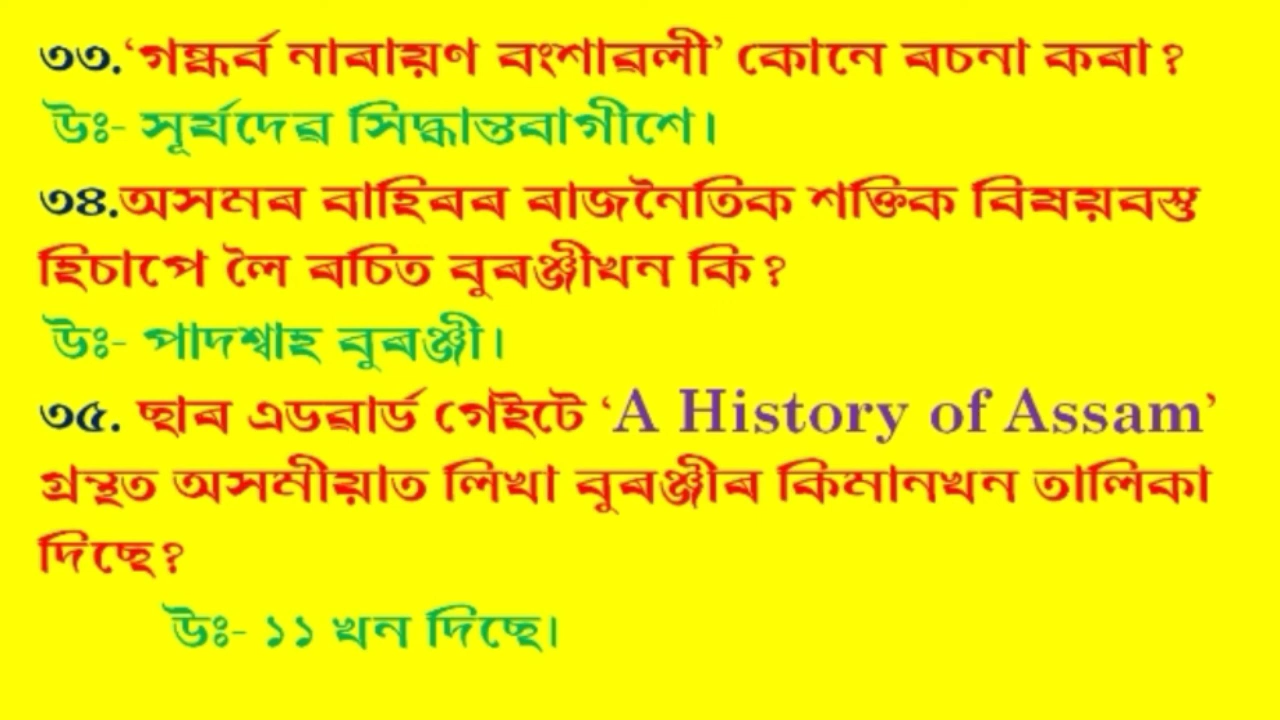 ৩৩.‘গন্ধৰ্ব নাৰায়ণ বংশাৱলী’ কোনে ৰচনা কৰা?
উঃ- সূৰ্যদেৱ সিদ্ধান্তবাগীশে।
৩৪.অসমৰ বাহিৰৰ ৰাজনৈতিক শক্তিক বিষয়বস্তু
হিচাপে লৈ ৰচিত বুৰঞ্জীখন কি?
উঃ- পাদশ্বাহ বুৰঞ্জী।
৩৫. ছাৰ এডৱাৰ্ড গেইটে ‘A History of Assam’
গ্ৰন্থত অসমীয়াত লিখা বুৰঞ্জীৰ কিমানখন তালিকা
দিছে?
উঃ- ১১ খন দিছে।